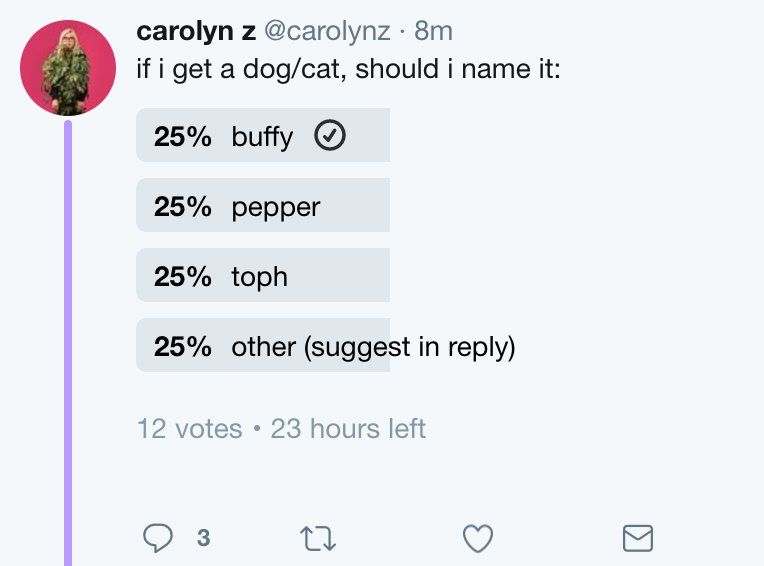 carolyn z @carolynz · 8m
if i get a dog/cat, should i name it:
25% buffy
25% pepper
25% toph
25% other (suggest in reply)
12 votes • 23 hours left
3